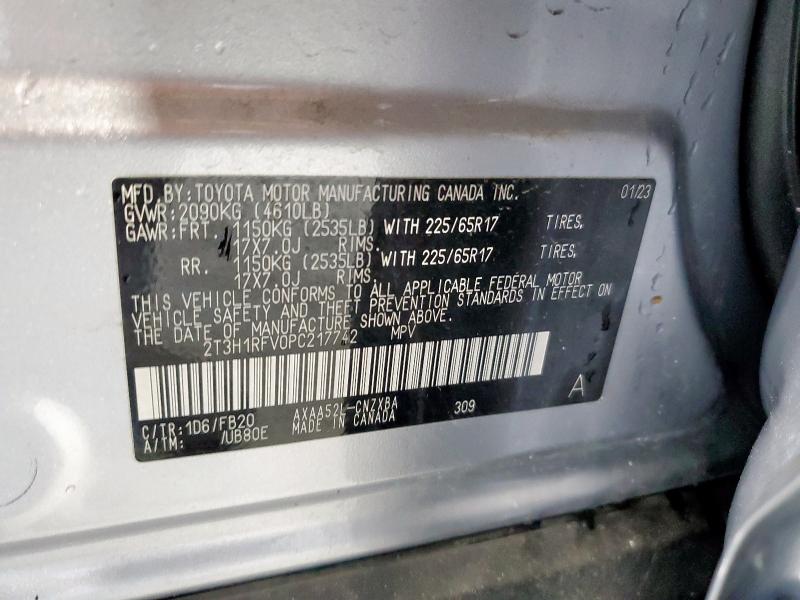 MFD. BY: TOYOTA MOTOR MANUFACTURING CANADA INC. 01/23
GVWR: 2090KG (4610LB)
GAWR: FRT. 1150KG (2535LB) WITH 225/65R17 TIRES,
17X7.0J RIMS.
RR. 1150KG (2535LB) WITH 225/65R17 TIRES,
17X7.0J RIMS.
THIS VEHICLE CONFORMS TO ALL APPLICABLE FEDERAL MOTOR
VEHICLE SAFETY AND THEFT PREVENTION STANDARDS IN EFFECT ON
THE DATE OF MANUFACTURE SHOWN ABOVE.
2T3H1RFV0PC217742 MPV
C/TR: 1D6/FB20 AXAA52L-CNZXBA 309 A
A/TM: /UB80E MADE IN CANADA